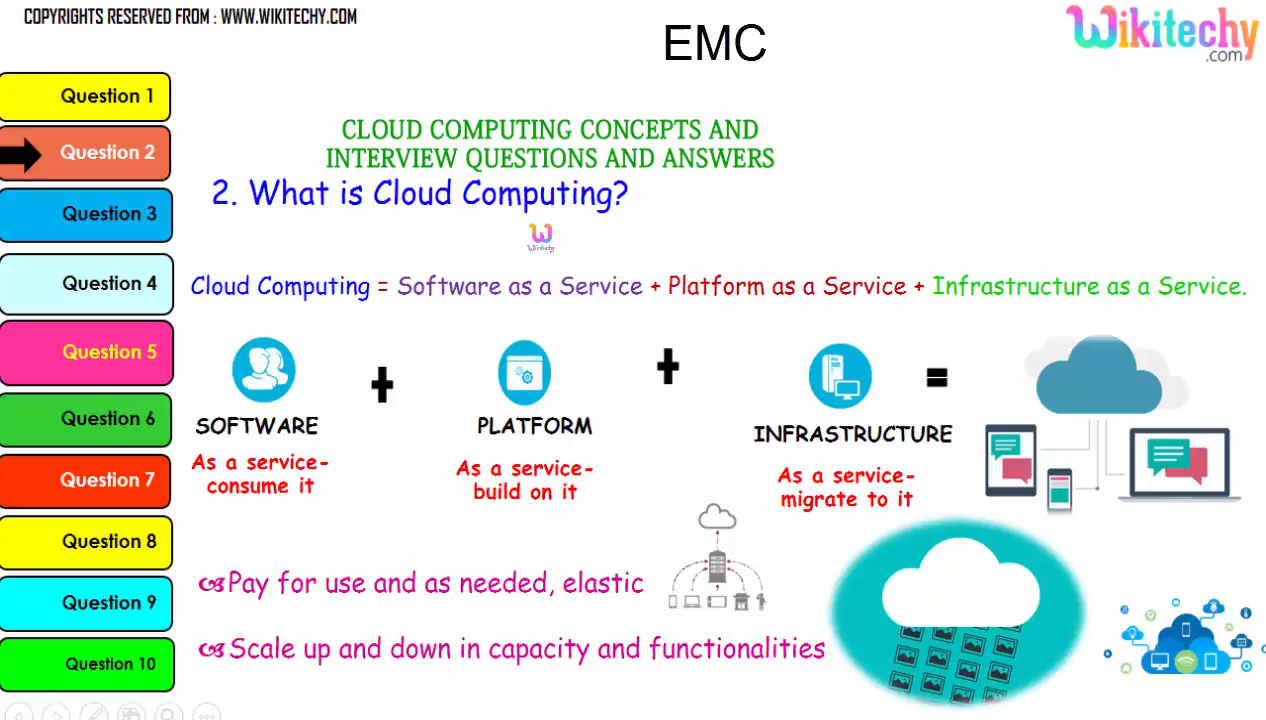 COPYRIGHTS RESERVED FROM : WWW.WIKITECHY.COM
EMC
Wikitechy
.com
Question 1
Question 2
Question 3
Question 4
Question 5
Question 6
Question 7
Question 8
Question 9
Question 10
CLOUD COMPUTING CONCEPTS AND
INTERVIEW QUESTIONS AND ANSWERS
2. What is Cloud Computing?
Wikitechy
Cloud Computing = Software as a Service + Platform as a Service + Infrastructure as a Service.
+ + =
SOFTWARE
As a service-
consume it
PLATFORM
As a service-
build on it
INFRASTRUCTURE
As a service-
migrate to it
Pay for use and as needed, elastic
Scale up and down in capacity and functionalities